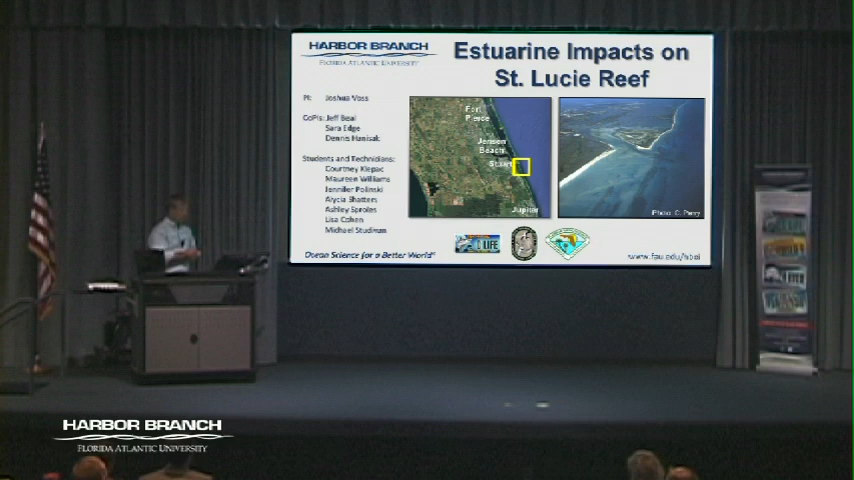 HARBOR BRANCH
FLORIDA ATLANTIC UNIVERSITY
Estuarine Impacts on
St. Lucie Reef
PI: Joshua Voss
CoPIs: Jeff Beal
Sara Edge
Dennis Hanisak
Students and Technicians:
Courtney Klepac
Maureen Williams
Jennifer Polinski
Alycia Shatters
Ashley Sproles
Lisa Cohen
Michael Studivan
Fort
Pierce
Jensen
Beach
Stuart
Jupiter
Photo: C. Perry
LIFE
Ocean Science for a Better World®
www.fau.edu/hboi
HARBOR BRANCH
FLORIDA ATLANTIC UNIVERSITY